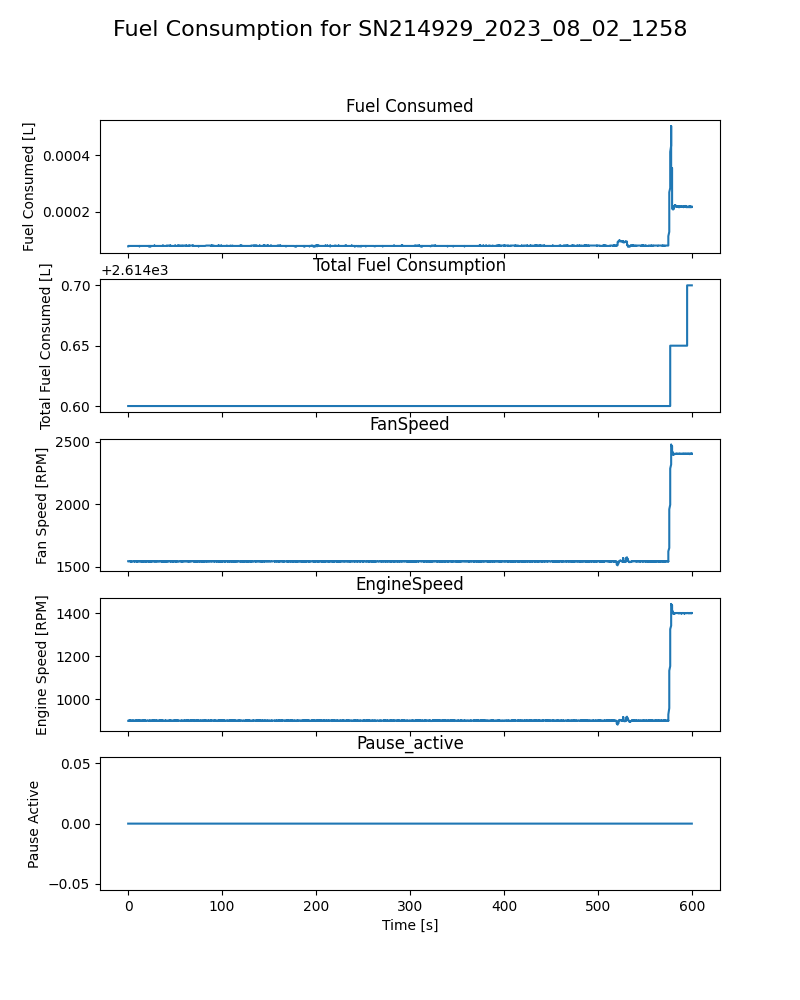 Fuel Consumption for SN214929_2023_08_02_1258
Fuel Consumed
Fuel Consumed [L]
0.0004
0.0002
+2.614e3
Total Fuel Consumption
Total Fuel Consumed [L]
0.70
0.65
0.60
FanSpeed
Fan Speed [RPM]
2500
2000
1500
EngineSpeed
Engine Speed [RPM]
1400
1200
1000
Pause_active
Pause Active
0.05
0.00
−0.05
0 100 200 300 400 500 600
Time [s]